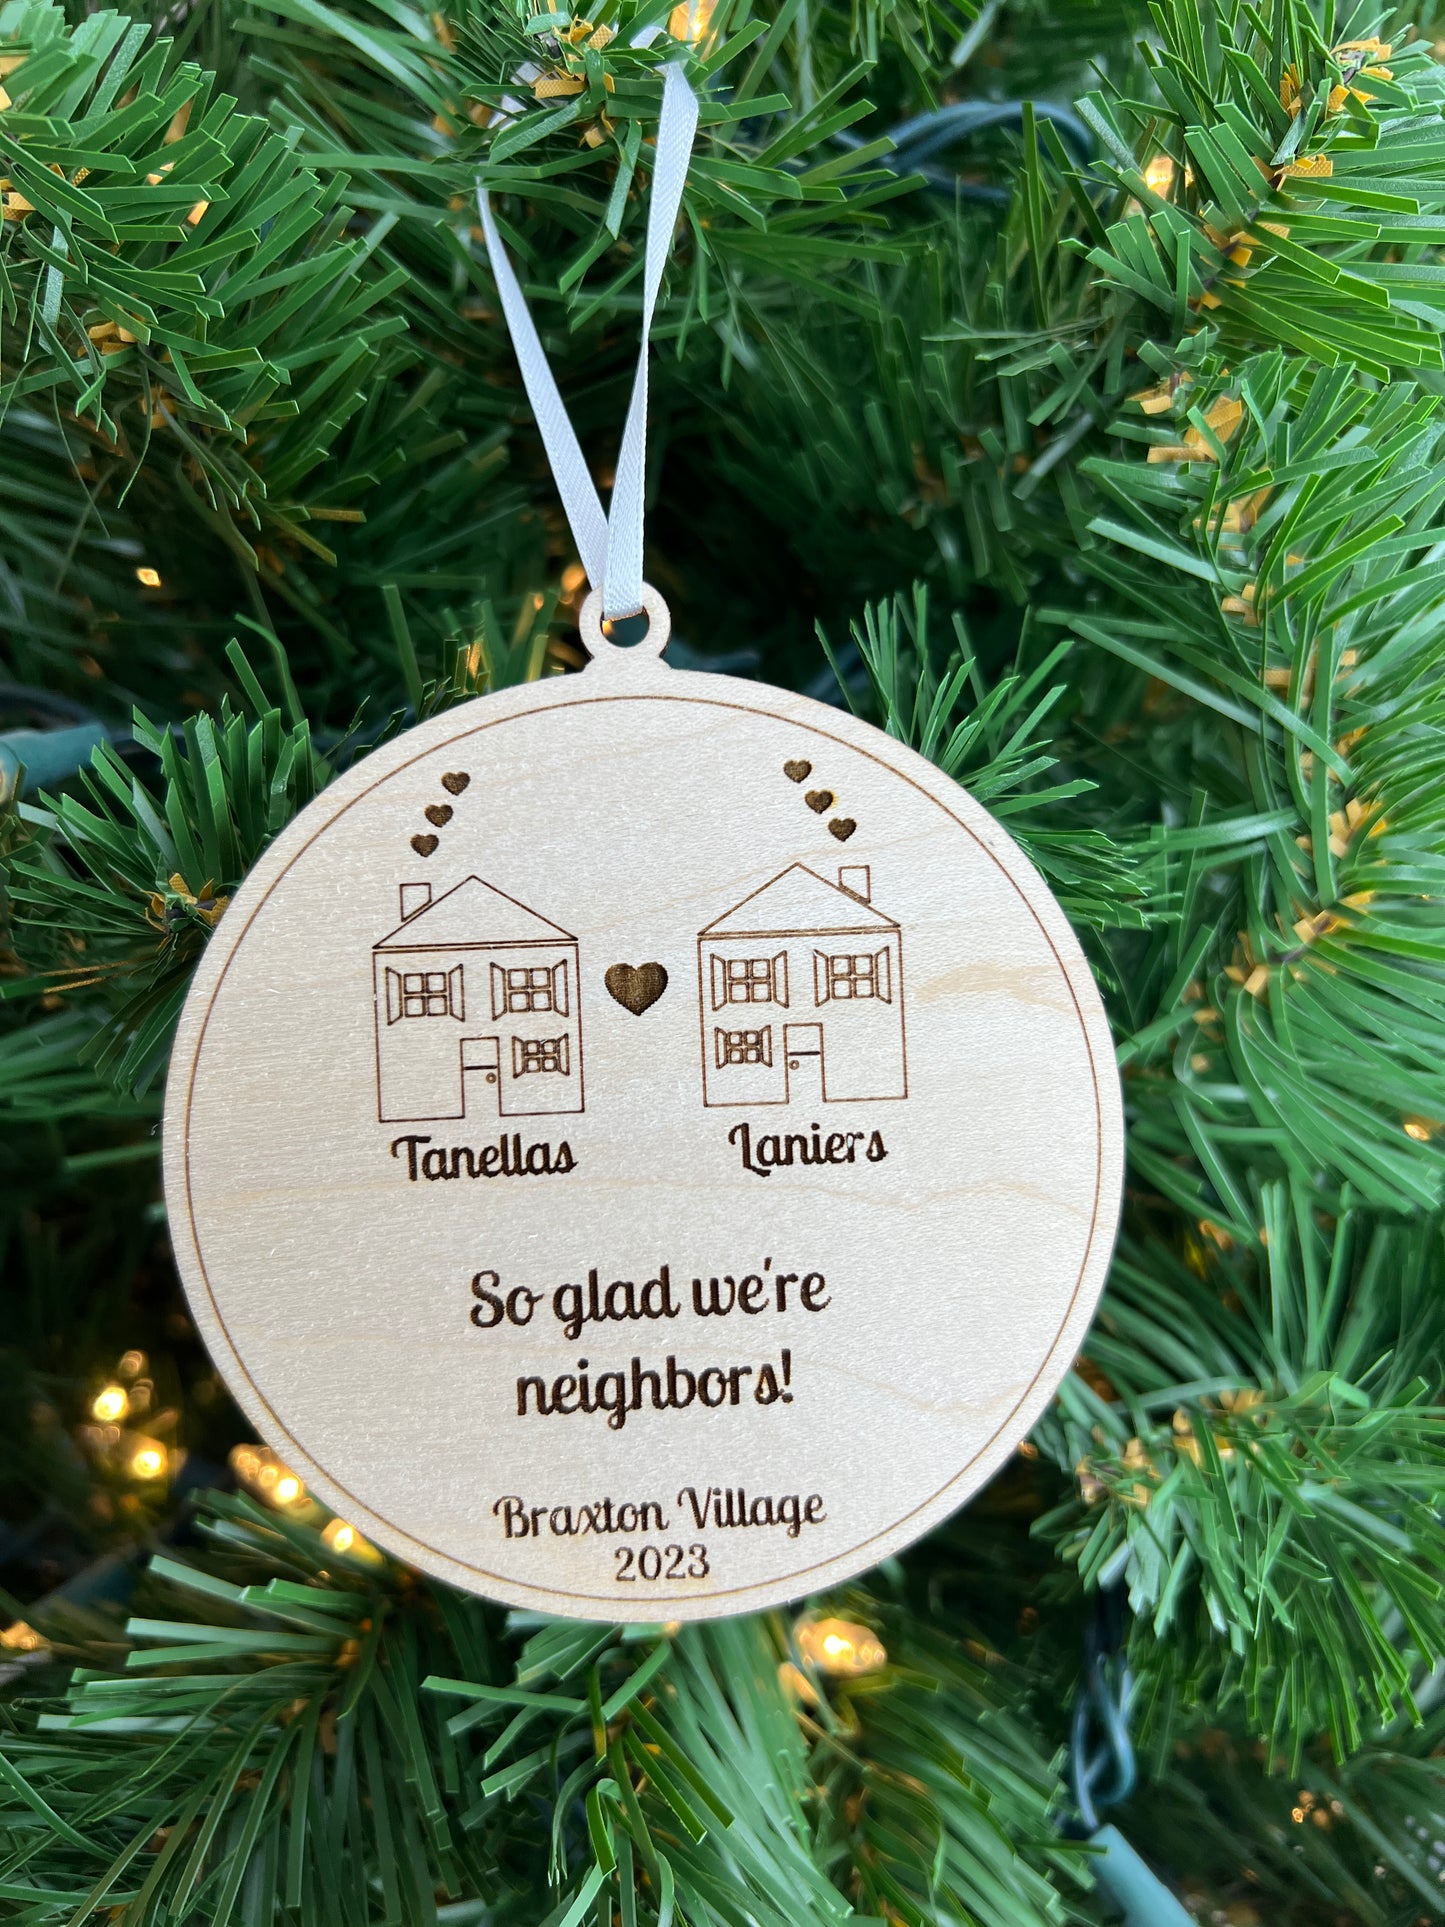 Tanellas Laniers
So glad we're
neighbors!
Braxton Village
2023